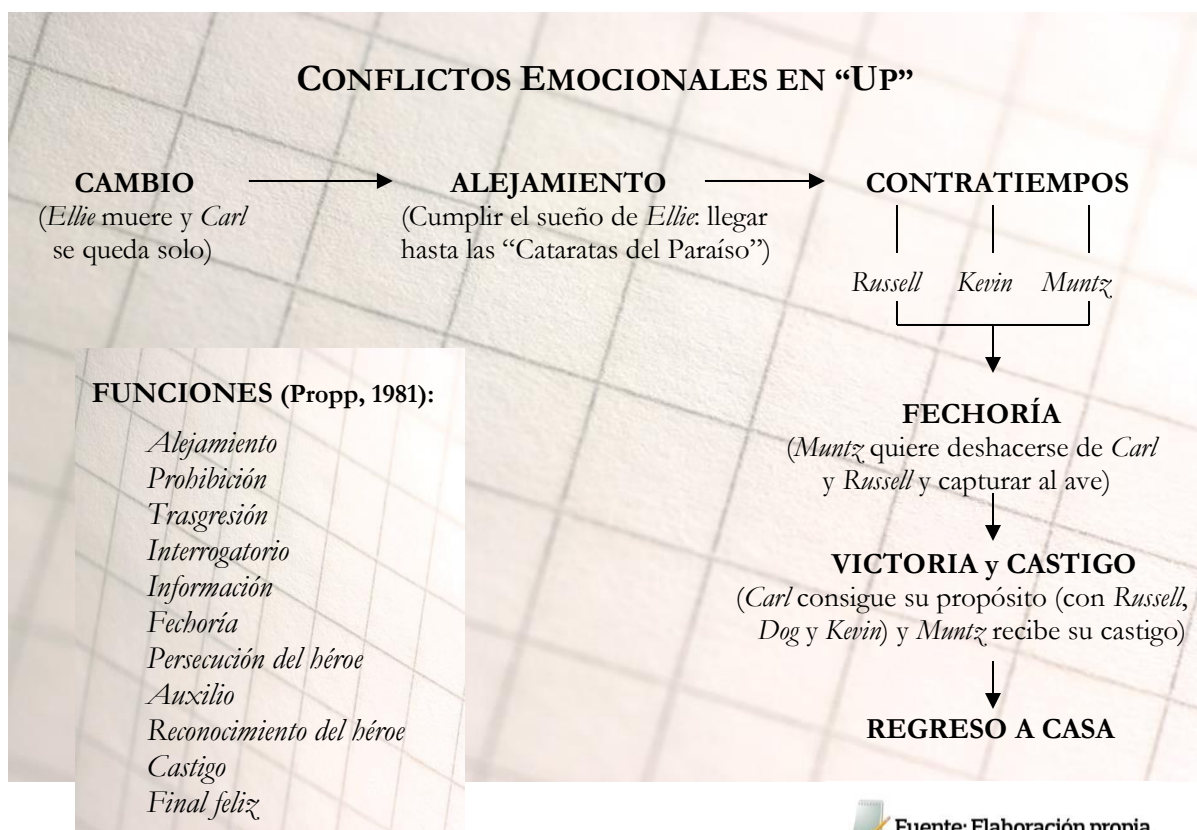 CONFLICTOS EMOCIONALES EN “UP”
CAMBIO
(Ellie muere y Carl
se queda solo)
ALEJAMIENTO
(Cumplir el sueño de Ellie: llegar
hasta las “Cataratas del Paraíso”)
CONTRATIEMPOS
Russell Kevin Muntz
FECHORÍA
(Muntz quiere deshacerse de Carl
y Russell y capturar al ave)
VICTORIA y CASTIGO
(Carl consigue su propósito (con Russell,
Dog y Kevin) y Muntz recibe su castigo)
REGRESO A CASA
FUNCIONES (Propp, 1981):
Alejamiento
Prohibición
Trasgresión
Interrogatorio
Información
Fechoría
Persecución del héroe
Auxilio
Reconocimiento del héroe
Castigo
Final feliz
Fuente: Elaboración propia